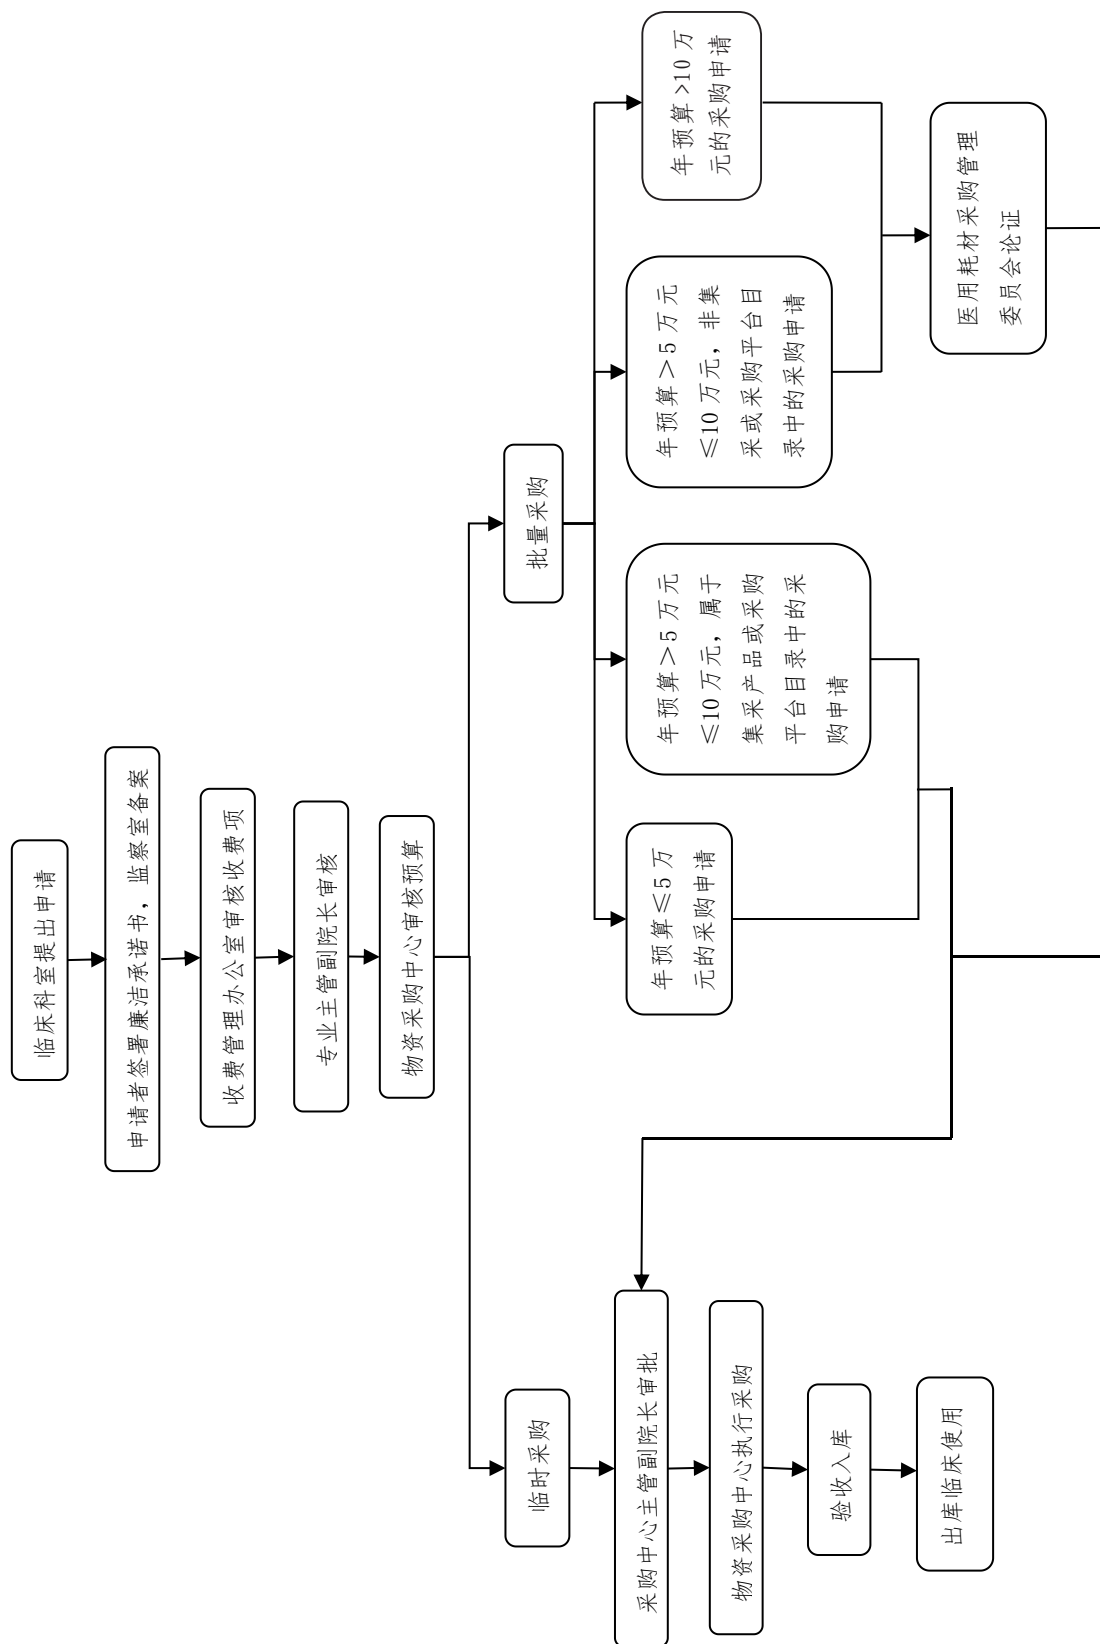 临床科室提出申请
申请者签署廉洁承诺书，监察室备案
收费管理办公室审核收费项
专业主管副院长审核
物资采购中心审核预算
临时采购
批量采购
采购中心主管副院长审批
物资采购中心执行采购
验收入库
出库临床使用
年预算≤5 万
元的采购申请
年预算＞5 万元
≤10 万元，属于
集采产品或采购
平台目录中的采
购申请
年预算＞5 万元
≤10 万元，非集
采或采购平台目
录中的采购申请
年预算>10 万
元的采购申请
医用耗材采购管理
委员会论证